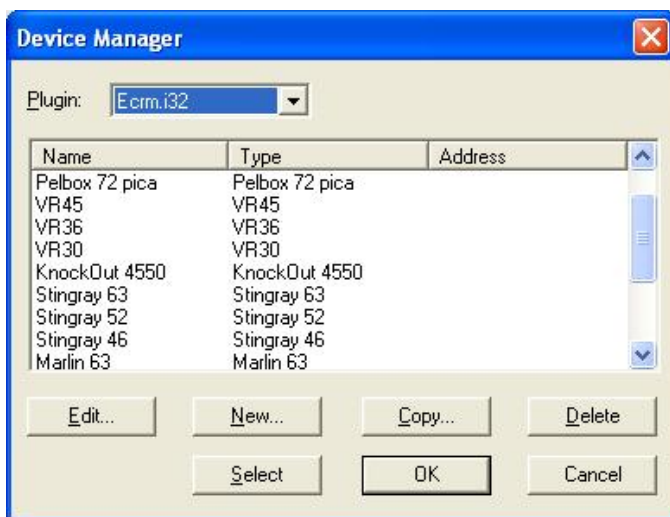 Device Manager
Plugin: Ecrm.i32
Name Type Address
Pelbox 72 pica Pelbox 72 pica
VR45 VR45
VR36 VR36
VR30 VR30
KnockOut 4550 KnockOut 4550
Stingray 63 Stingray 63
Stingray 52 Stingray 52
Stingray 46 Stingray 46
Marlin 63 Marlin 63
Edit... New... Copy... Delete
Select OK Cancel